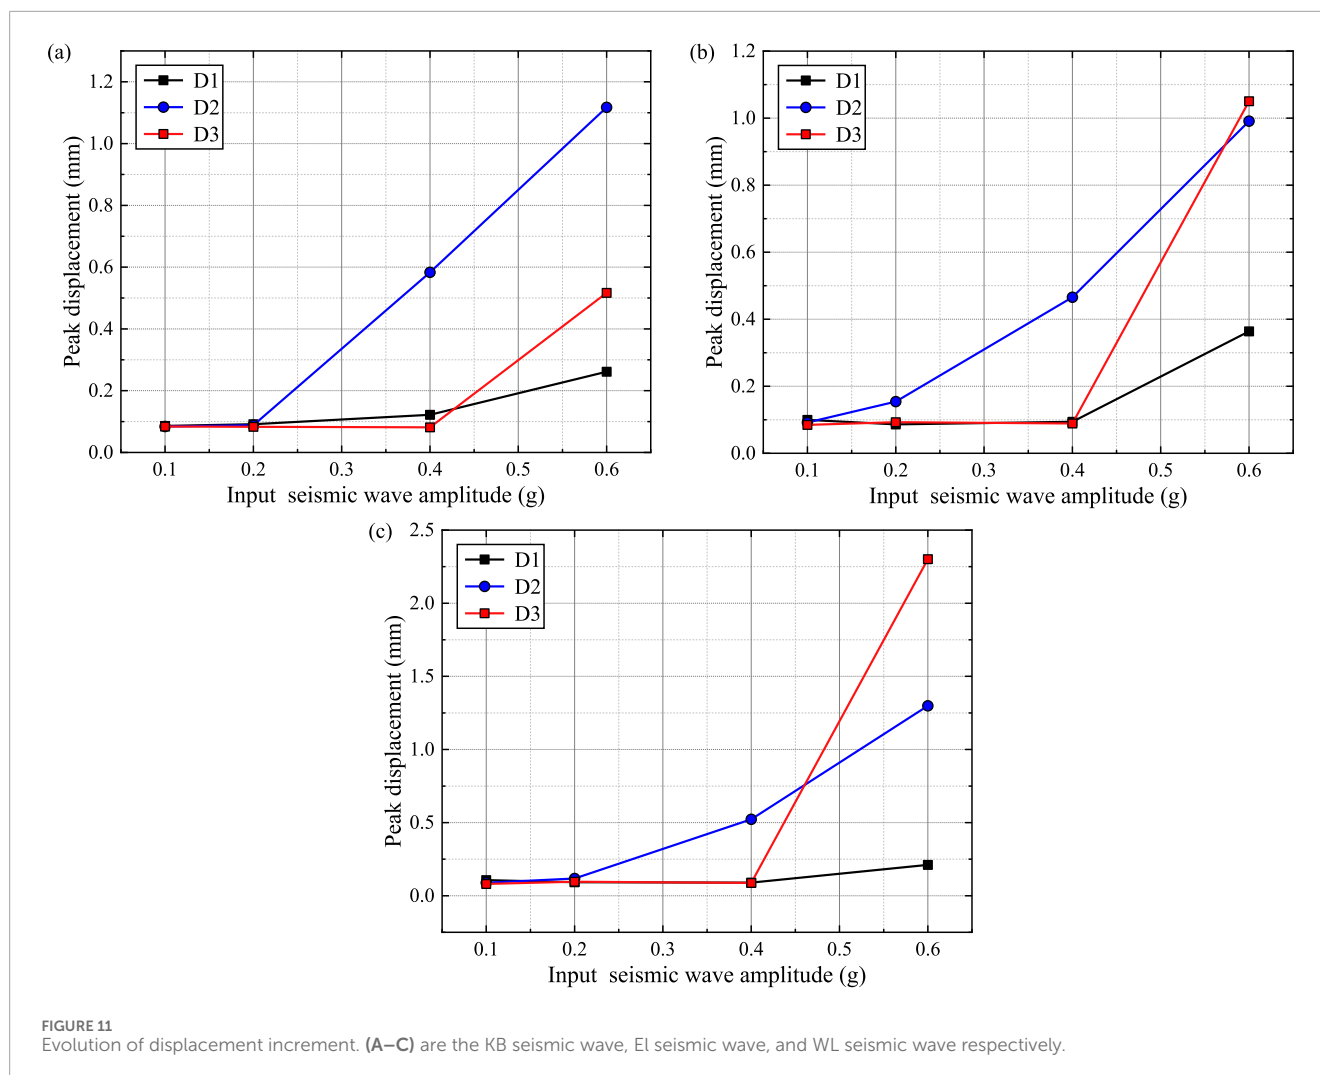 (a)
D1
D2
D3
1.2
1.0
0.8
0.6
0.4
0.2
0.0
Peak displacement (mm)
0.1 0.2 0.3 0.4 0.5 0.6
Input seismic wave amplitude (g)
(b)
D1
D2
D3
1.2
1.0
0.8
0.6
0.4
0.2
0.0
Peak displacement (mm)
0.1 0.2 0.3 0.4 0.5 0.6
Input seismic wave amplitude (g)
(c)
D1
D2
D3
2.5
2.0
1.5
1.0
0.5
0.0
Peak displacement (mm)
0.1 0.2 0.3 0.4 0.5 0.6
Input seismic wave amplitude (g)
FIGURE 11
Evolution of displacement increment. (A–C) are the KB seismic wave, El seismic wave, and WL seismic wave respectively.